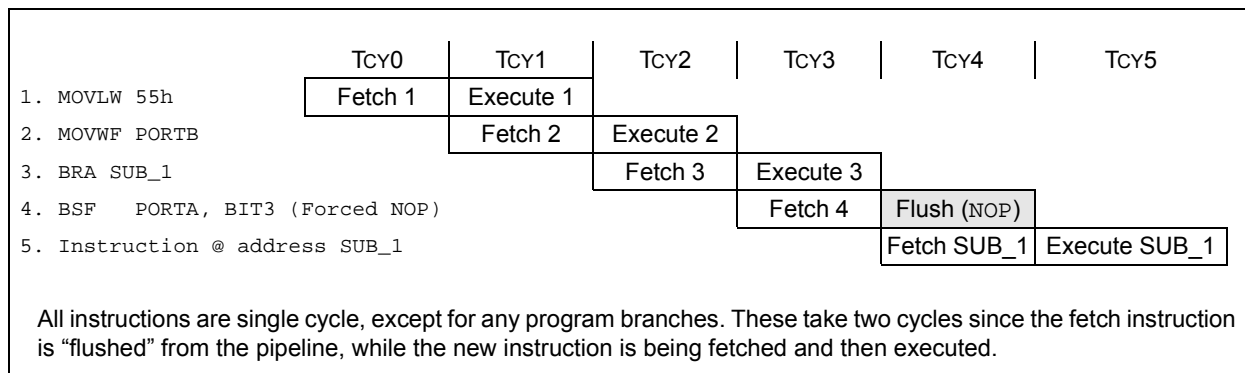 TCY0 TCY1 TCY2 TCY3 TCY4 TCY5
1. MOVLW 55h Fetch 1 Execute 1
2. MOVWF PORTB Fetch 2 Execute 2
3. BRA SUB_1 Fetch 3 Execute 3
4. BSF PORTA, BIT3 (Forced NOP) Fetch 4 Flush (NOP)
5. Instruction @ address SUB_1 Fetch SUB_1 Execute SUB_1
All instructions are single cycle, except for any program branches. These take two cycles since the fetch instruction
is “flushed” from the pipeline, while the new instruction is being fetched and then executed.